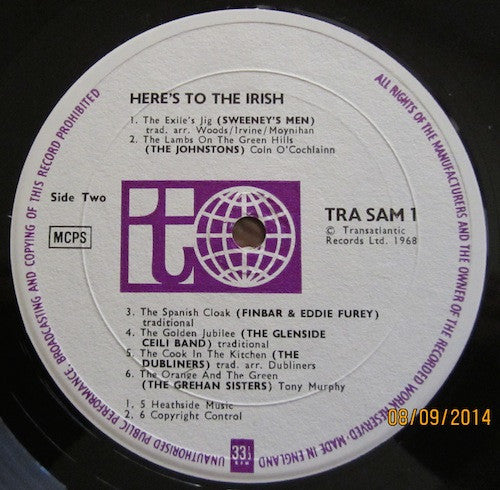 HERE'S TO THE IRISH
1. The Exile's Jig (SWEENEY'S MEN)
trad. arr. Woods/Irvine/Moynihan
2. The Lambs On The Green Hills
(THE JOHNSTONS) Coln O'Cochlainn
Side Two
MCPS
it
TRA SAM 1
© Transatlantic
Records Ltd. 1968
3. The Spanish Cloak (FINBAR & EDDIE FUREY)
traditional
4. The Golden Jubilee (THE GLENSIDE
CEILI BAND) traditional
5. The Cook In The Kitchen (THE
DUBLINERS) trad. arr. Dubliners
6. The Orange And The Green
(THE GREHAN SISTERS) Tony Murphy
1, 5 Heathside Music
2, 6 Copyright Control
33⅓
RPM
ALL RIGHTS OF THE MANUFACTURERS AND THE OWNER OF THE RECORDED WORK RESERVED-MADE IN ENGLAND
UNAUTHORISED PUBLIC PERFORMANCE, BROADCASTING AND COPYING OF THIS RECORD PROHIBITED
08/09/2014